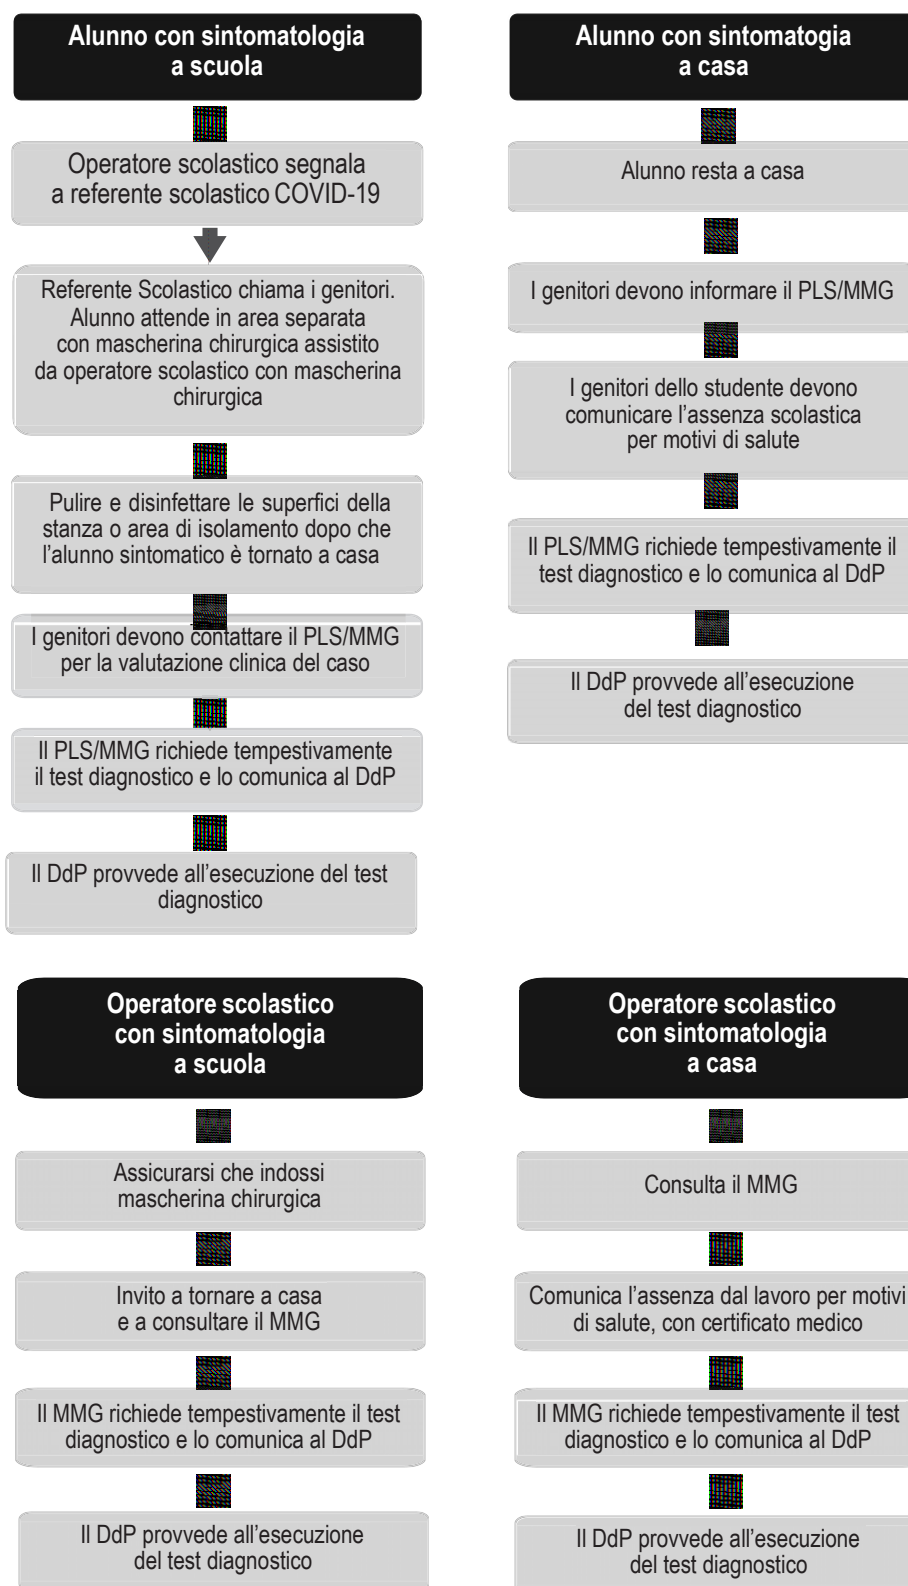 Alunno con sintomatologia
a scuola
Operatore scolastico segnala
a referente scolastico COVID-19
Referente Scolastico chiama i genitori.
Alunno attende in area separata
con mascherina chirurgica assistito
da operatore scolastico con mascherina
chirurgica
Pulire e disinfettare le superfici della
stanza o area di isolamento dopo che
l’alunno sintomatico è tornato a casa
I genitori devono contattare il PLS/MMG
per la valutazione clinica del caso
Il PLS/MMG richiede tempestivamente
il test diagnostico e lo comunica al DdP
Il DdP provvede all’esecuzione del test
diagnostico
Alunno con sintomatogia
a casa
Alunno resta a casa
I genitori devono informare il PLS/MMG
I genitori dello studente devono
comunicare l’assenza scolastica
per motivi di salute
Il PLS/MMG richiede tempestivamente il
test diagnostico e lo comunica al DdP
Il DdP provvede all’esecuzione
del test diagnostico
Operatore scolastico
con sintomatologia
a scuola
Assicurarsi che indossi
mascherina chirurgica
Invito a tornare a casa
e a consultare il MMG
Il MMG richiede tempestivamente il test
diagnostico e lo comunica al DdP
Il DdP provvede all’esecuzione
del test diagnostico
Operatore scolastico
con sintomatologia
a casa
Consulta il MMG
Comunica l’assenza dal lavoro per motivi
di salute, con certificato medico
Il MMG richiede tempestivamente il test
diagnostico e lo comunica al DdP
Il DdP provvede all’esecuzione
del test diagnostico